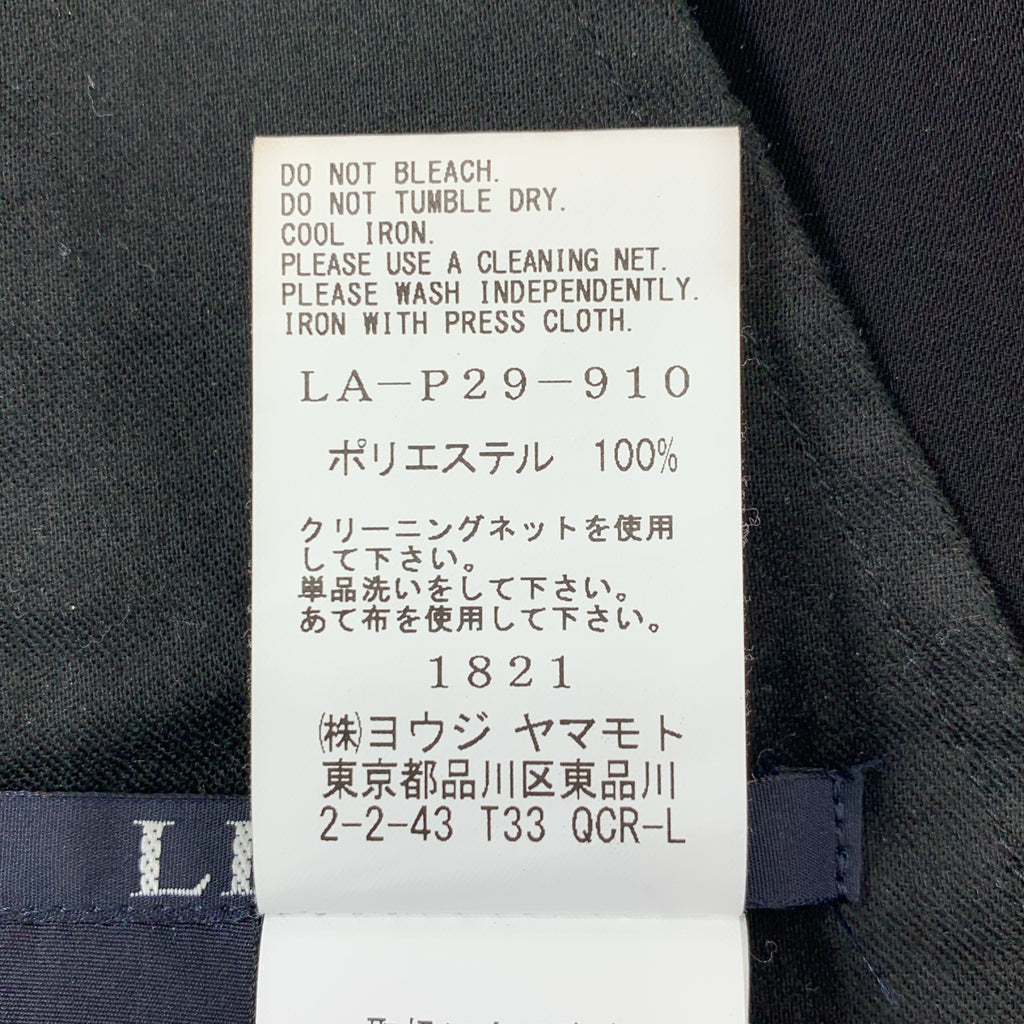 DO NOT BLEACH.
DO NOT TUMBLE DRY.
COOL IRON.
PLEASE USE A CLEANING NET.
PLEASE WASH INDEPENDENTLY.
IRON WITH PRESS CLOTH.
LA-P29-910
ポリエステル 100%
クリーニングネットを使用
して下さい。
単品洗いをして下さい。
あて布を使用して下さい。
1821
㈱ヨウジ ヤマモト
東京都品川区東品川
2-2-43 T33 QCR-L